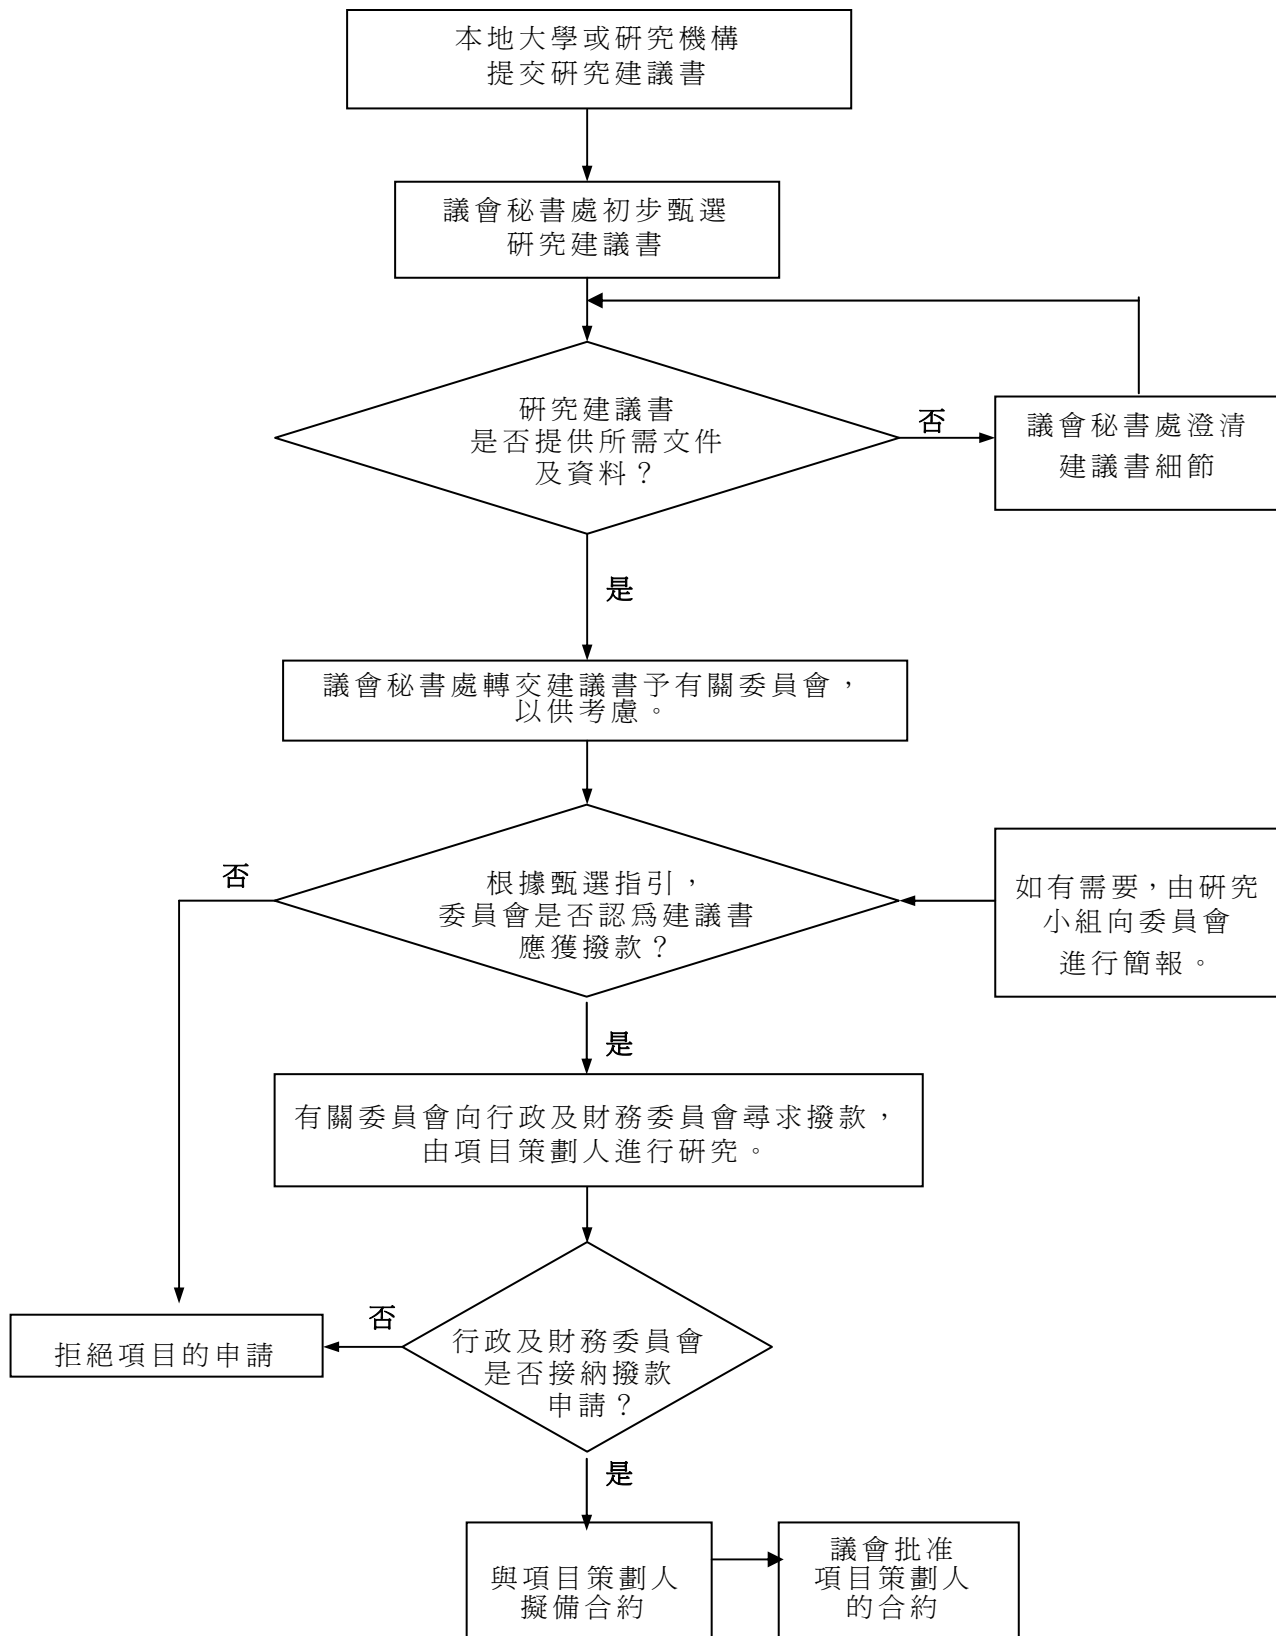 本地大學或研究機構
提交研究建議書
議會秘書處初步甄選
研究建議書
研究建議書
是否提供所需文件
及資料？
否
議會秘書處澄清
建議書細節
是
議會秘書處轉交建議書予有關委員會，
以供考慮。
否
根據甄選指引，
委員會是否認爲建議書
應獲撥款？
如有需要，由研究
小組向委員會
進行簡報。
是
有關委員會向行政及財務委員會尋求撥款，
由項目策劃人進行研究。
拒絕項目的申請
否
行政及財務委員會
是否接納撥款
申請？
是
與項目策劃人
擬備合約
議會批准
項目策劃人
的合約